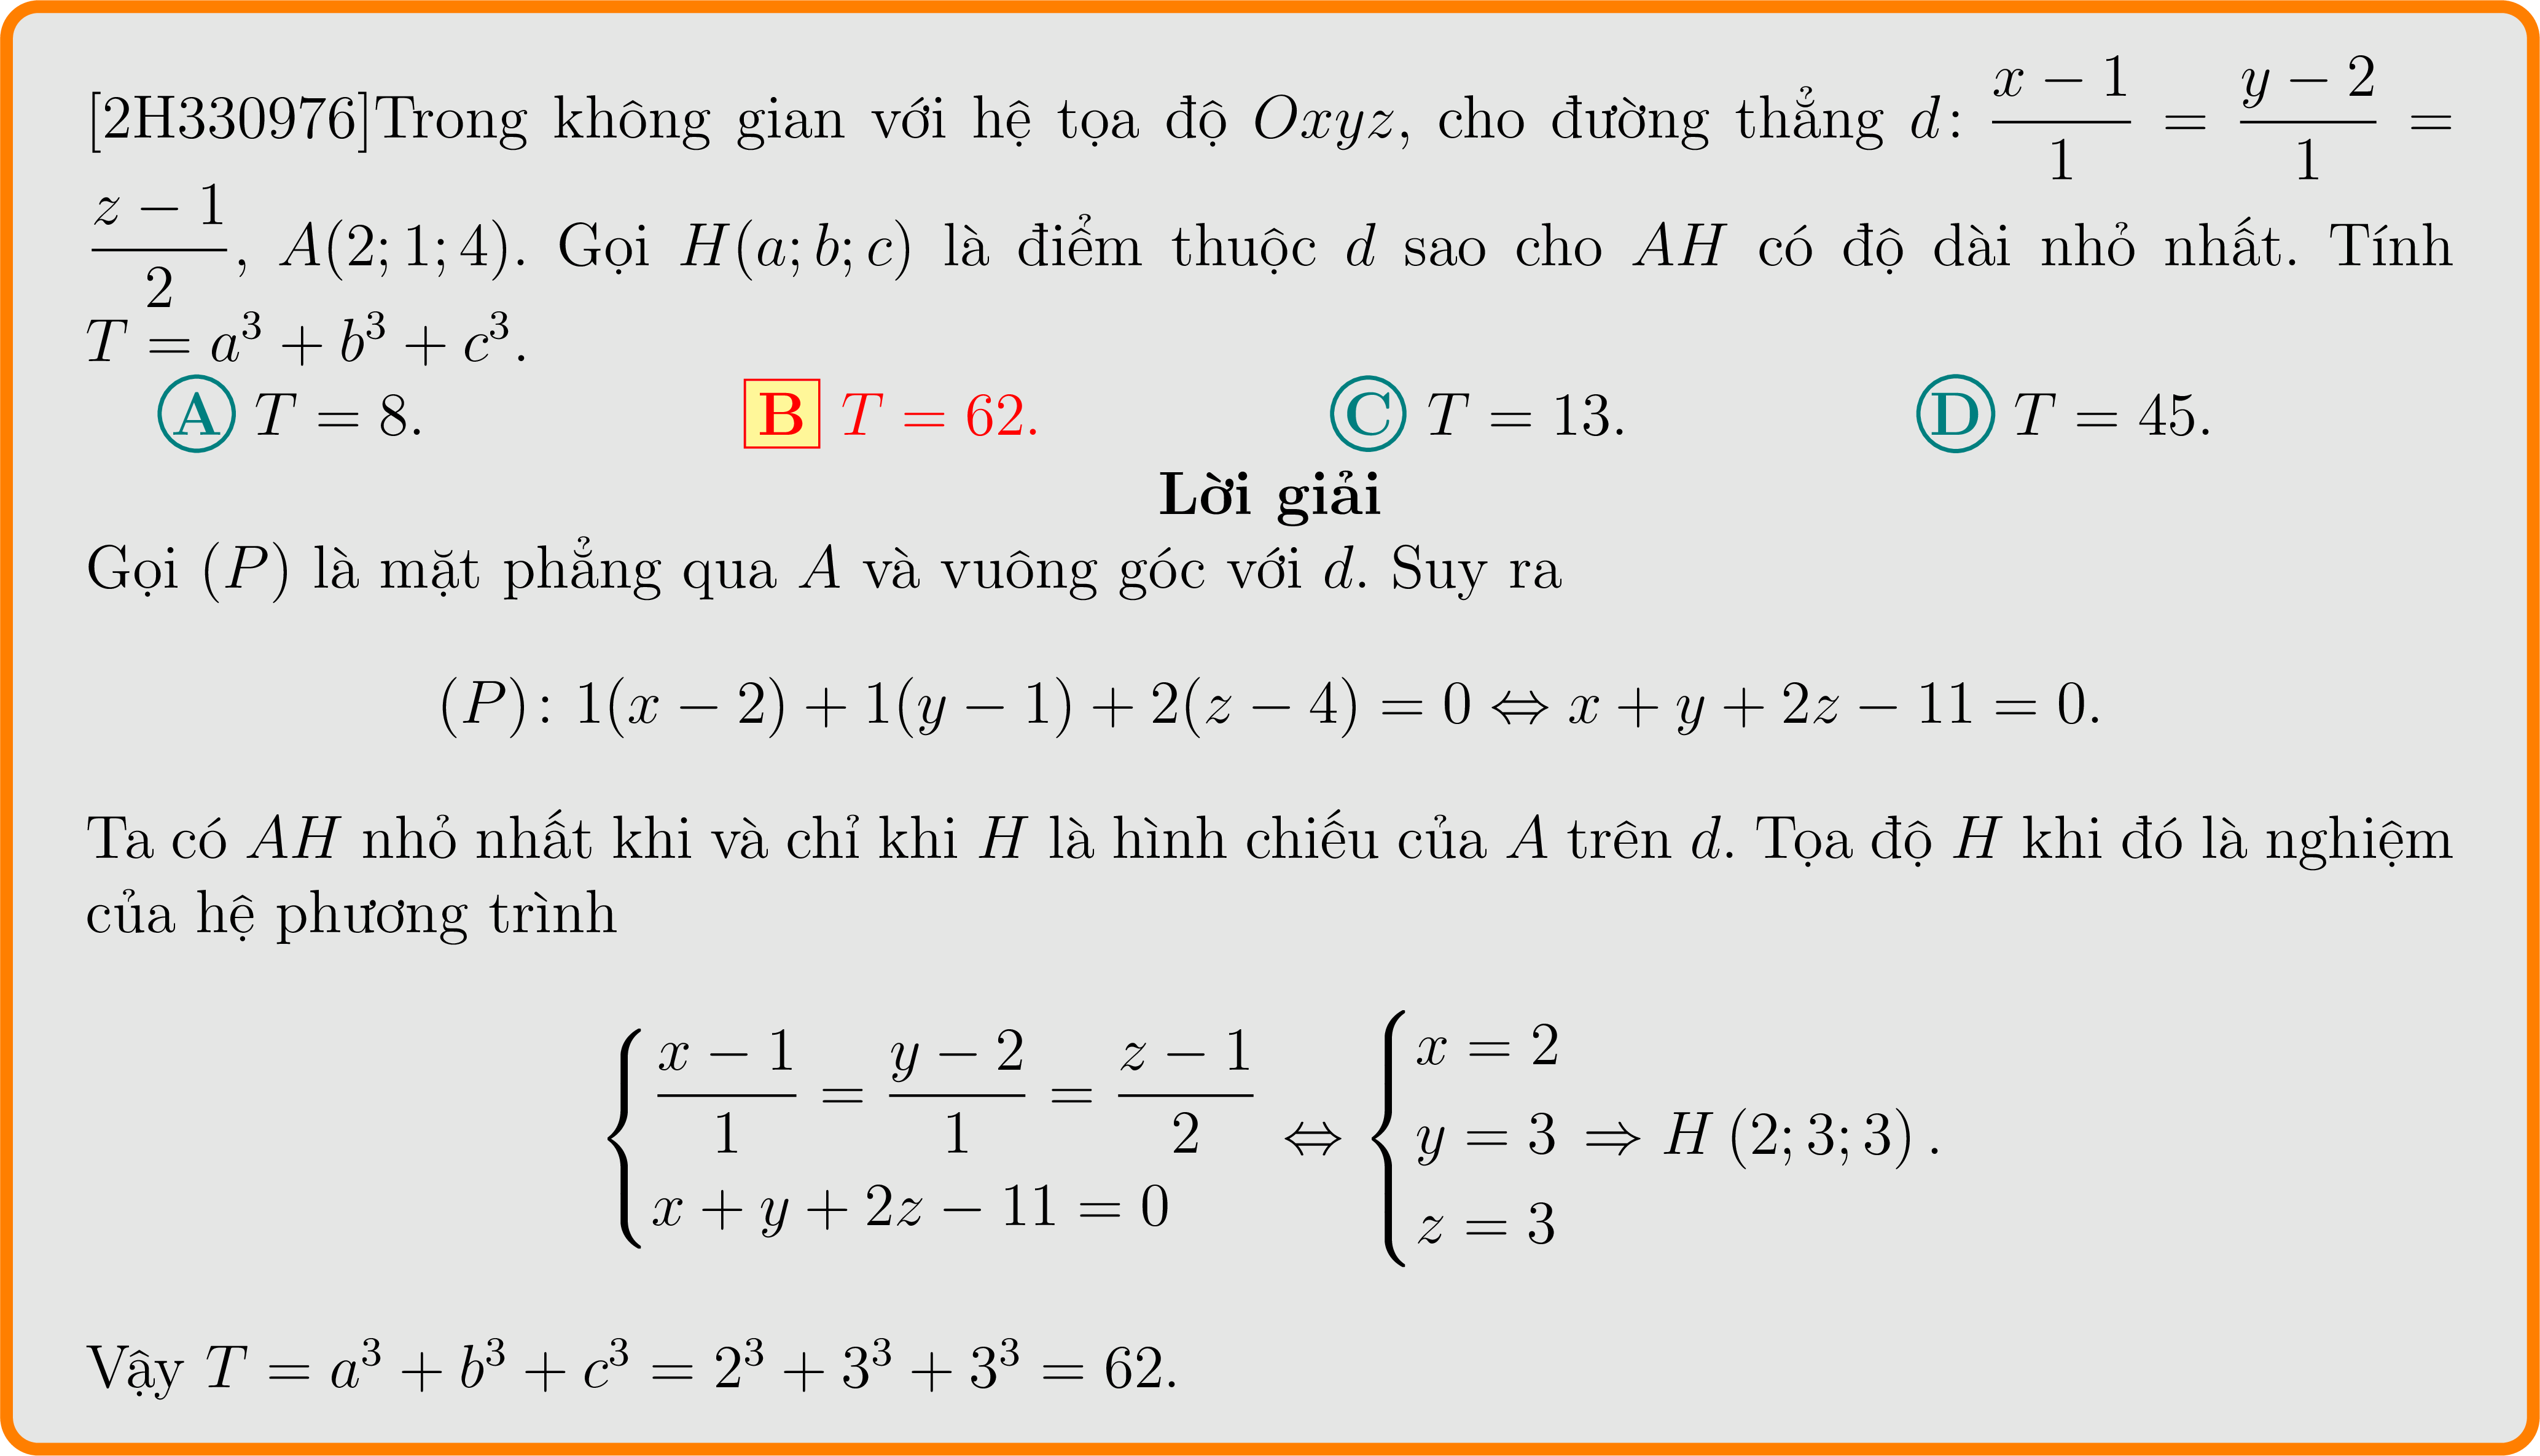 [2H330976]Trong không gian với hệ tọa độ $Oxyz$, cho đường thẳng $d\colon \dfrac{x-1}{1} = \dfrac{y-2}{1} =$
$\dfrac{z-1}{2}$, $A(2;1;4)$. Gọi $H(a;b;c)$ là điểm thuộc $d$ sao cho $AH$ có độ dài nhỏ nhất. Tính
$T = a^3 + b^3 + c^3$.
A $T = 8$. B $T = 62$. C $T = 13$. D $T = 45$.
Lời giải
Gọi $(P)$ là mặt phẳng qua $A$ và vuông góc với $d$. Suy ra
$(P)\colon 1(x-2) + 1(y-1) + 2(z-4) = 0 \Leftrightarrow x + y + 2z - 11 = 0.$
Ta có $AH$ nhỏ nhất khi và chỉ khi $H$ là hình chiếu của $A$ trên $d$. Tọa độ $H$ khi đó là nghiệm
của hệ phương trình
$\begin{cases} \dfrac{x-1}{1} = \dfrac{y-2}{1} = \dfrac{z-1}{2} \\ x + y + 2z - 11 = 0 \end{cases} \Leftrightarrow \begin{cases} x = 2 \\ y = 3 \\ z = 3 \end{cases} \Rightarrow H(2;3;3).$
Vậy $T = a^3 + b^3 + c^3 = 2^3 + 3^3 + 3^3 = 62$.